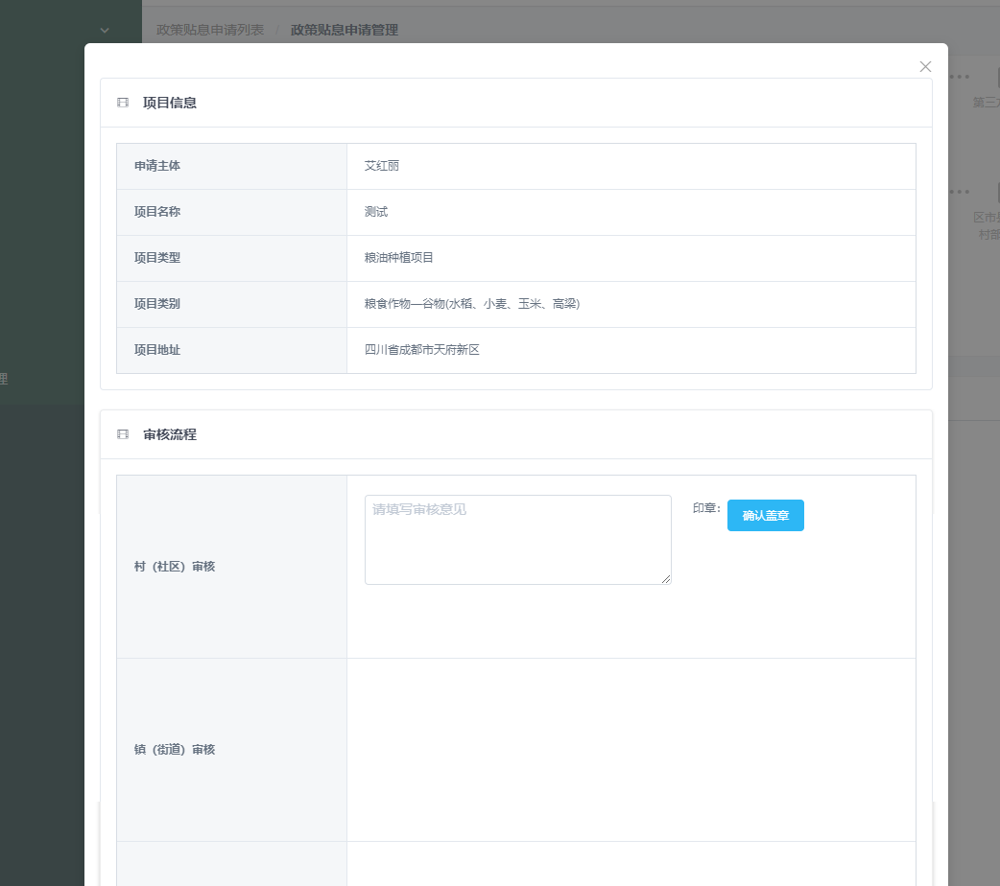 政策贴息申请列表 / 政策贴息申请管理
项目信息
申请主体 艾红丽
项目名称 测试
项目类型 粮油种植项目
项目类别 粮食作物—谷物(水稻、小麦、玉米、高粱)
项目地址 四川省成都市天府新区
审核流程
村（社区）审核
请填写审核意见
印章： 确认盖章
镇（街道）审核
理
第三
区市
村